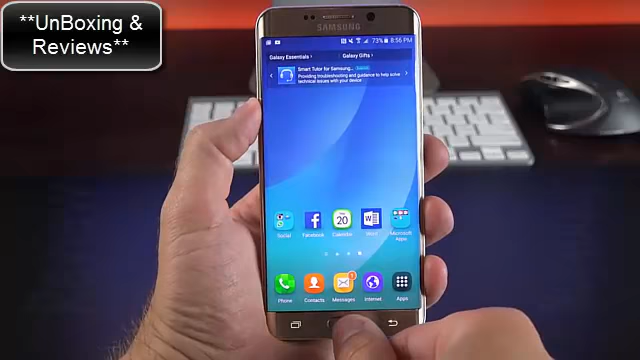 **UnBoxing &
Reviews**
SAMSUNG
73% 8:56 PM
Galaxy Essentials
Galaxy Gifts
Smart Tutor for Samsung...
Providing troubleshooting and guidance to help solve
technical issues with your device
20
W
Social
Facebook
Calendar
Word
Microsoft
Apps
1
Phone
Contacts
Messages
Internet
Apps